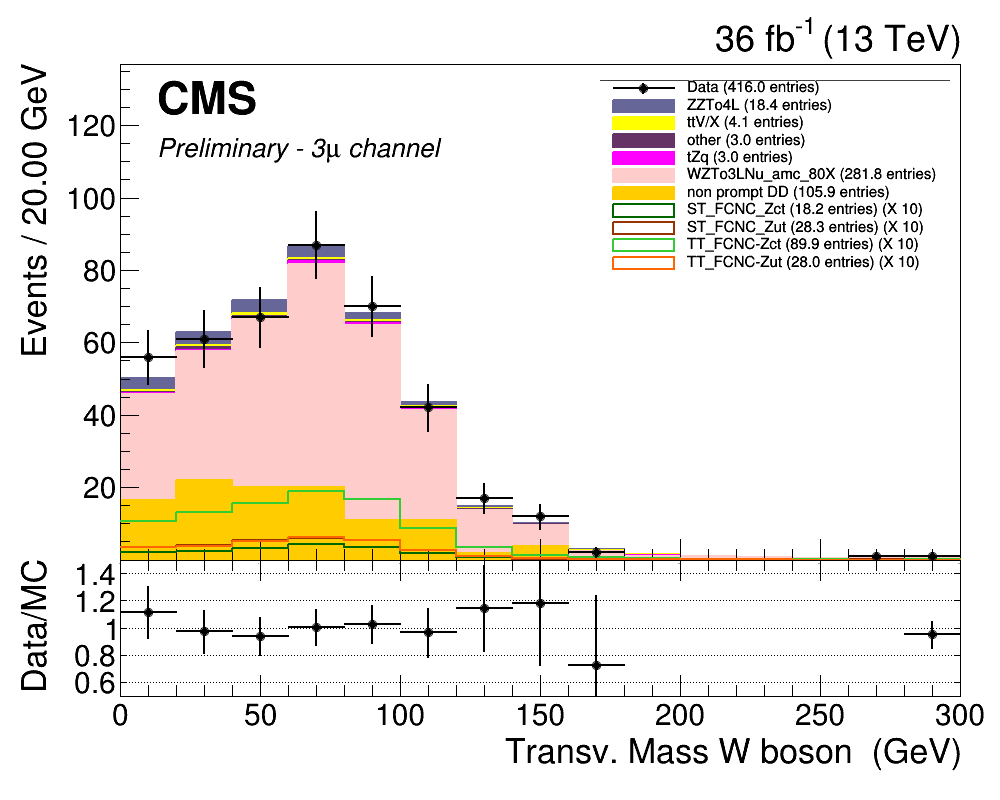 36 fb-1 (13 TeV)
CMS
Preliminary - 3μ channel
Data (416.0 entries)
ZZTo4L (18.4 entries)
ttV/X (4.1 entries)
other (3.0 entries)
tZq (3.0 entries)
WZTo3LNu_amc_80X (281.8 entries)
non prompt DD (105.9 entries)
ST_FCNC_Zct (18.2 entries) (X 10)
ST_FCNC_Zut (28.3 entries) (X 10)
TT_FCNC-Zct (89.9 entries) (X 10)
TT_FCNC-Zut (28.0 entries) (X 10)
Events / 20.00 GeV
120
100
80
60
40
20
Data/MC
1.4
1.2
1
0.8
0.6
0 50 100 150 200 250 300
Transv. Mass W boson (GeV)